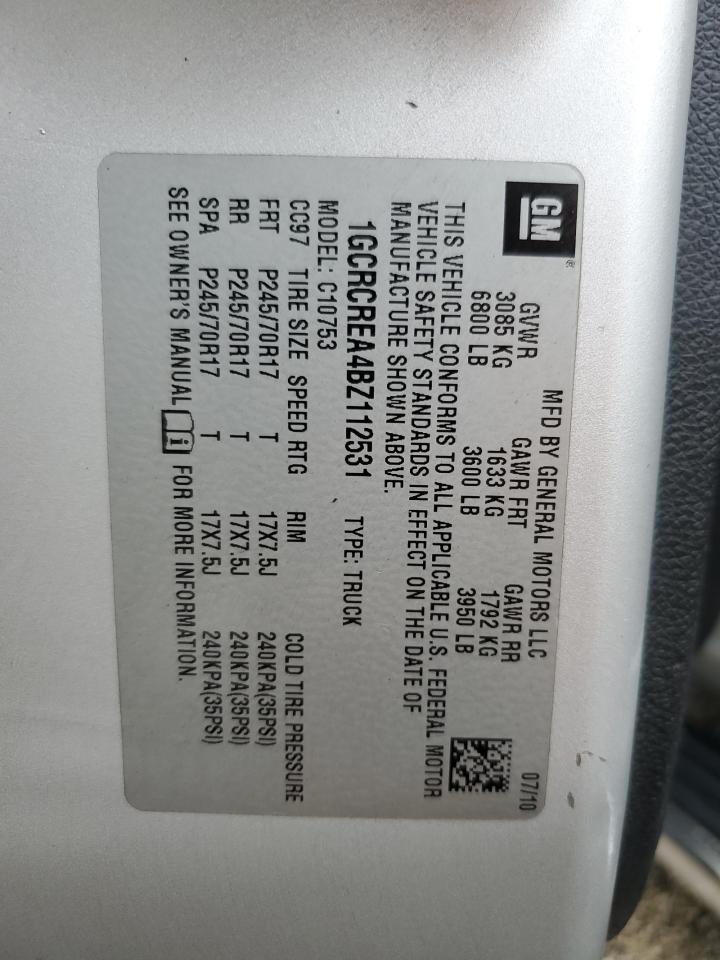 GM®
MFD BY GENERAL MOTORS LLC 07/10
GVWR GAWR FRT GAWR RR
3085 KG 1633 KG 1792 KG
6800 LB 3600 LB 3950 LB
THIS VEHICLE CONFORMS TO ALL APPLICABLE U.S. FEDERAL MOTOR
VEHICLE SAFETY STANDARDS IN EFFECT ON THE DATE OF
MANUFACTURE SHOWN ABOVE.
1GCRCREA4BZ112531 TYPE: TRUCK
MODEL: C10753
CC97 TIRE SIZE SPEED RTG RIM COLD TIRE PRESSURE
FRT P245/70R17 T 17X7.5J 240KPA(35PSI)
RR P245/70R17 T 17X7.5J 240KPA(35PSI)
SPA P245/70R17 T 17X7.5J 240KPA(35PSI)
SEE OWNER'S MANUAL i FOR MORE INFORMATION.